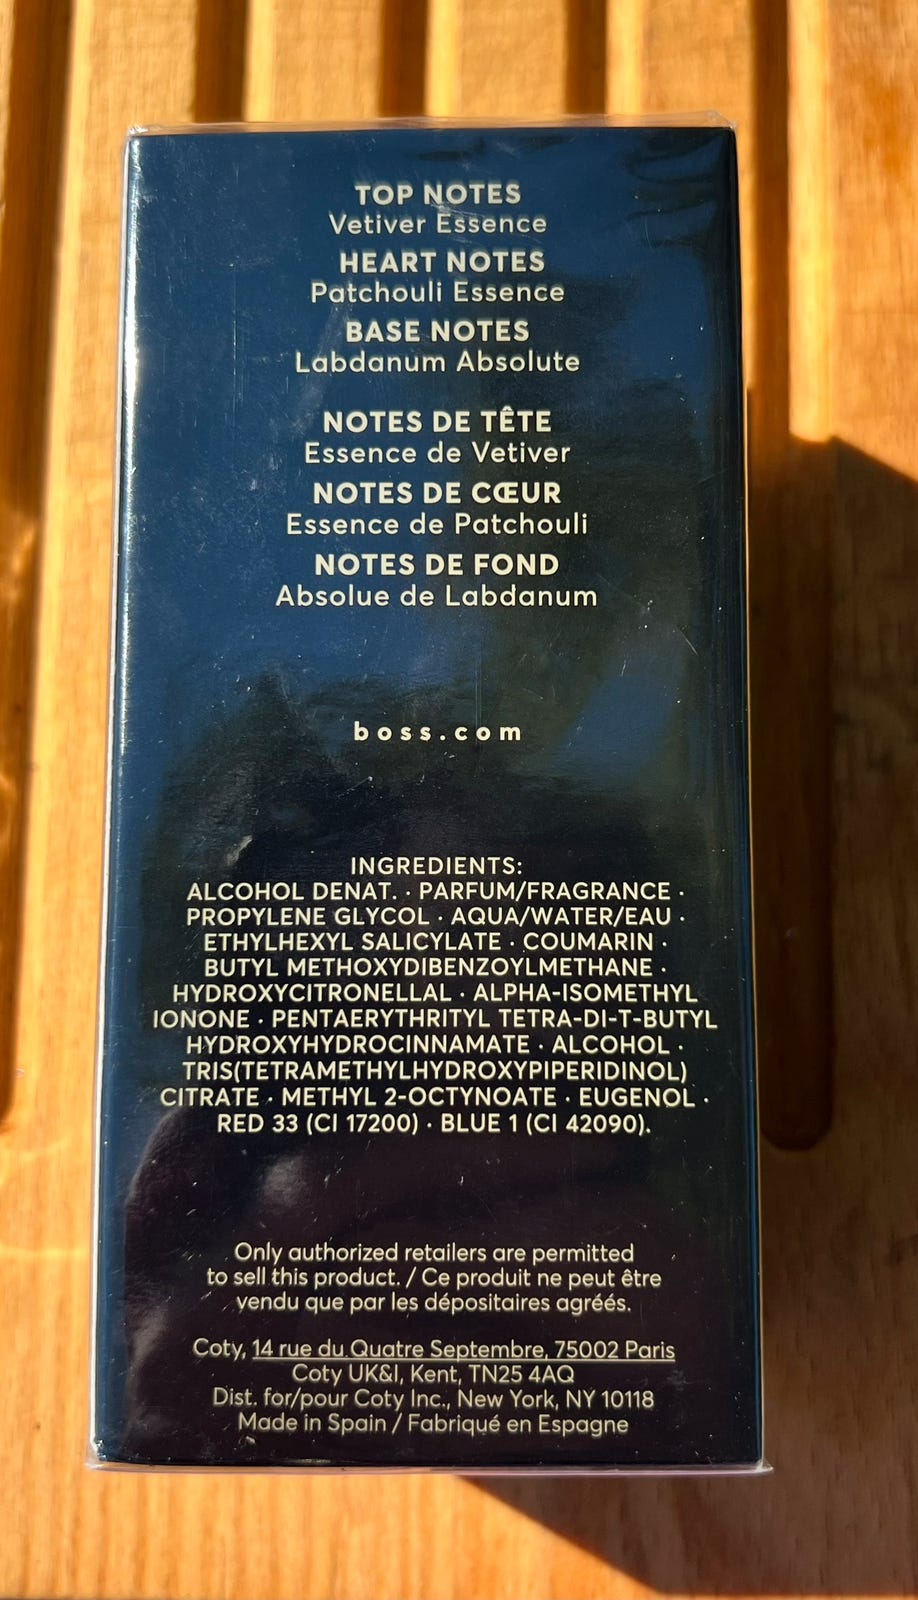 TOP NOTES
Vetiver Essence
HEART NOTES
Patchouli Essence
BASE NOTES
Labdanum Absolute
NOTES DE TÊTE
Essence de Vetiver
NOTES DE CŒUR
Essence de Patchouli
NOTES DE FOND
Absolue de Labdanum
boss.com
INGREDIENTS:
ALCOHOL DENAT. · PARFUM/FRAGRANCE ·
PROPYLENE GLYCOL · AQUA/WATER/EAU ·
ETHYLHEXYL SALICYLATE · COUMARIN ·
BUTYL METHOXYDIBENZOYLMETHANE ·
HYDROXYCITRONELLAL · ALPHA-ISOMETHYL
IONONE · PENTAERYTHRITYL TETRA-DI-T-BUTYL
HYDROXYHYDROCINNAMATE · ALCOHOL ·
TRIS(TETRAMETHYLHYDROXYPIPERIDINOL)
CITRATE · METHYL 2-OCTYNOATE · EUGENOL ·
RED 33 (CI 17200) · BLUE 1 (CI 42090).
Only authorized retailers are permitted
to sell this product. / Ce produit ne peut être
vendu que par les dépositaires agréés.
Coty, 14 rue du Quatre Septembre, 75002 Paris
Coty UK&I, Kent, TN25 4AQ
Dist. for/pour Coty Inc., New York, NY 10118
Made in Spain / Fabriqué en Espagne